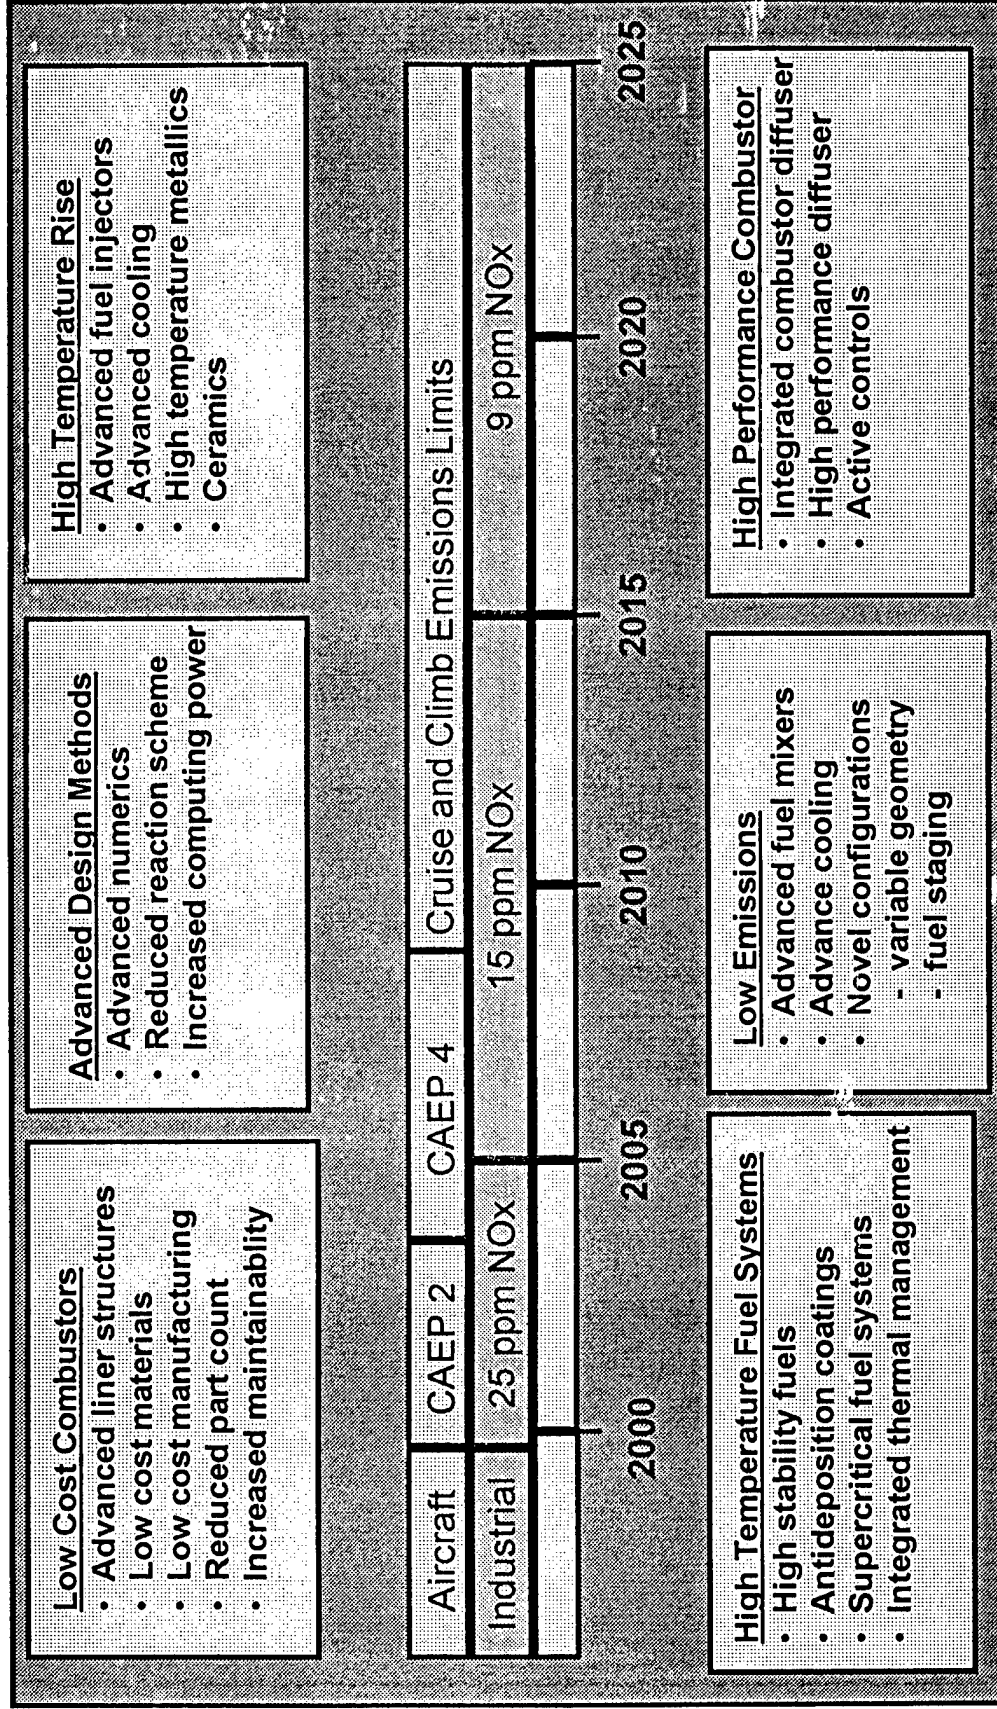 Low Cost Combustors
• Advanced liner structures
• Low cost materials
• Low cost manufacturing
• Reduced part count
• Increased maintainablity
Advanced Design Methods
• Advanced numerics
• Reduced reaction scheme
• Increased computing power
High Temperature Rise
• Advanced fuel injectors
• Advanced cooling
• High temperature metallics
• Ceramics
Aircraft CAEP 2 CAEP 4 Cruise and Climb Emissions Limits
Industrial 25 ppm NOx 15 ppm NOx 9 ppm NOx
2000 2005 2010 2015 2020 2025
High Temperature Fuel Systems
• High stability fuels
• Antideposition coatings
• Supercritical fuel systems
• Integrated thermal management
Low Emissions
• Advanced fuel mixers
• Advance cooling
• Novel configurations
- variable geometry
- fuel staging
High Performance Combustor
• Integrated combustor diffuser
• High performance diffuser
• Active controls